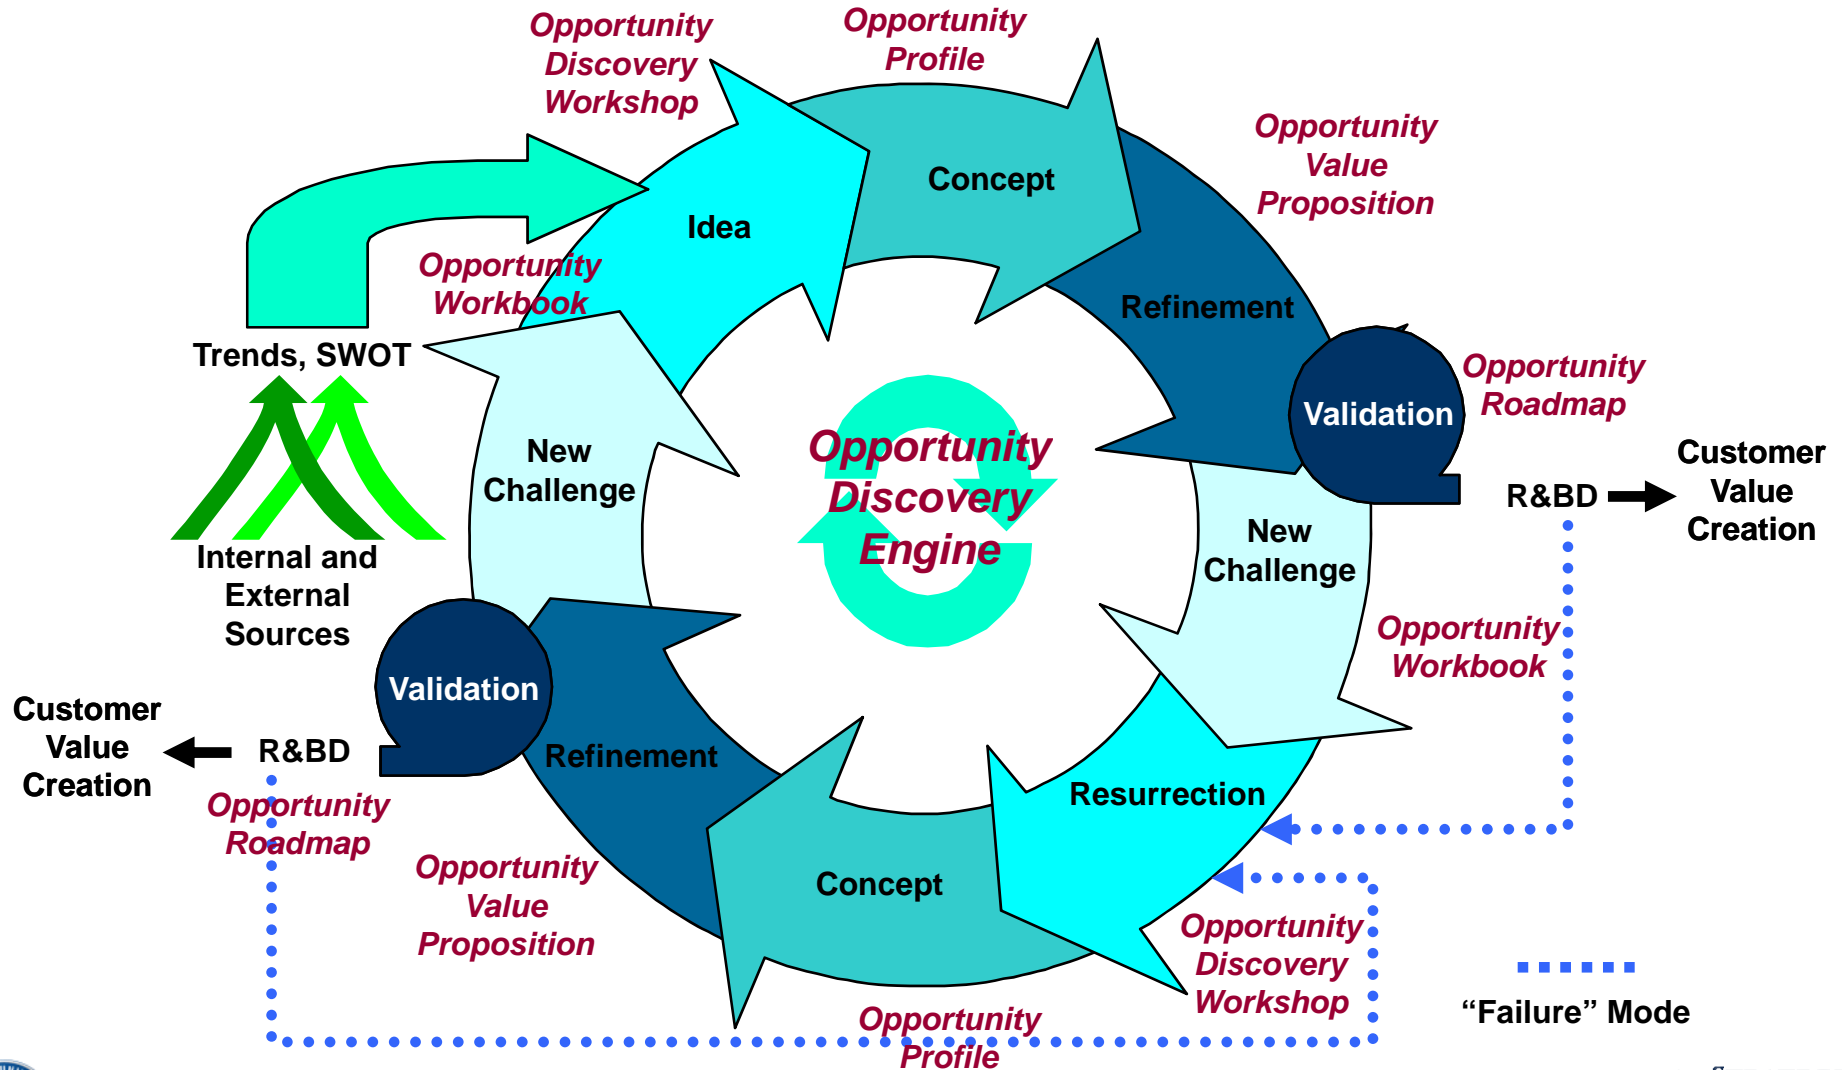 Opportunity
Discovery
Workshop
Opportunity
Profile
Opportunity
Value
Proposition
Concept
Idea
Opportunity
Workbook
Refinement
Trends, SWOT
Opportunity
Roadmap
Validation
New
Challenge
Opportunity
Discovery
Engine
Customer
Value
Creation
R&BD
New
Challenge
Internal and
External
Sources
Opportunity
Workbook
Validation
Customer
Value
Creation
R&BD
Refinement
Opportunity
Roadmap
Resurrection
Concept
Opportunity
Value
Proposition
Opportunity
Discovery
Workshop
“Failure” Mode
Opportunity
Profile